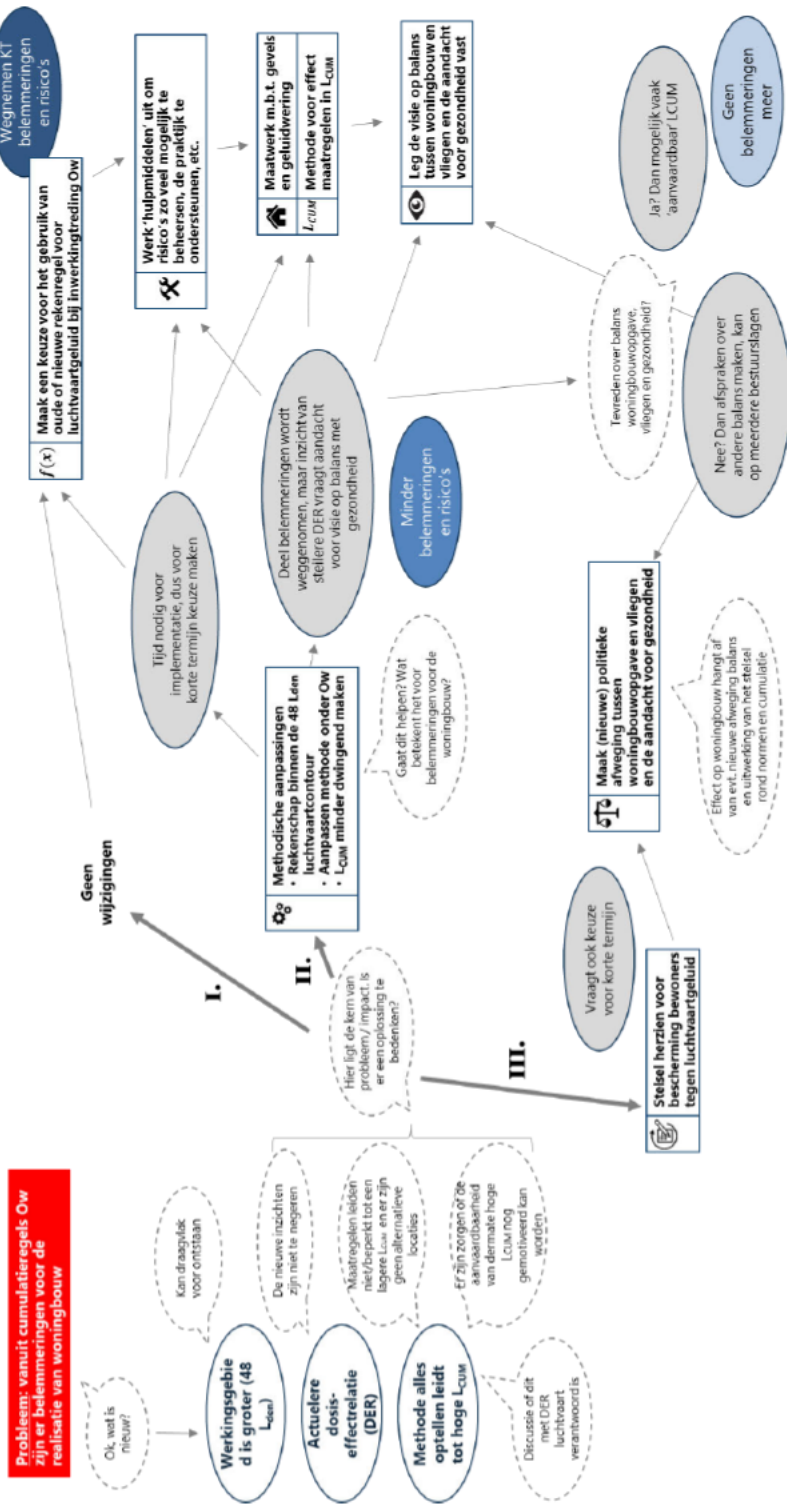 Probleem: vanuit cumulatieregels Ow
zijn er belemmeringen voor de
realisatie van woningbouw
Ok, wat is
nieuw?
Werkingsgebie
d is groter (48
Lden)
Kan draagvlak
voor ontstaan
Actuelere
dosis-
effectrelatie
(DER)
De nieuwe inzichten
zijn niet te negeren
Methode alles
optellen leidt
tot hoge LCUM
Maatregelen leiden
niet/beperkt tot een
lagere LCUM en er zijn
geen alternatieve
locaties
Er zijn zorgen of de
aanvaardbaarheid
van dermate hoge
LCUM nog
gemotiveerd kan
worden
Discussie of dit
met DER
luchtvaart
verantwoord is
Hier ligt de kern van
probleem / impact. Is
er een oplossing te
bedenken?
I.
II.
III.
Geen
wijzigingen
Methodische aanpassingen
• Rekenschap binnen de 48 Lden
luchtvaartcontour
• Aanpassen methode onder Ow
• LCUM minder dwingend maken
Gaat dit helpen? Wat
betekent het voor
belemmeringen voor de
woningbouw?
Stelsel herzien voor
bescherming bewoners
tegen luchtvaartgeluid
Vraagt ook keuze
voor korte termijn
Maak (nieuwe) politieke
afweging tussen
woningbouwopgave en vliegen
en de aandacht voor gezondheid
Effect op woningbouw hangt af
van evt. nieuwe afweging balans
en uitwerking van het stelsel
rond normen en cumulatie
Tijd nodig voor
implementatie, dus voor
korte termijn keuze maken
Deel belemmeringen wordt
weggenomen, maar inzicht van
steilere DER vraagt aandacht
voor visie op balans met
gezondheid
Minder
belemmeringen
en risico's
Wegnemen KT
belemmeringen
en risico's
f(x)
Maak een keuze voor het gebruik van
oude of nieuwe rekenregel voor
luchtvaartgeluid bij inwerkingtreding Ow
Werk 'hulpmiddelen' uit om
risico's zo veel mogelijk te
beheersen, de praktijk te
ondersteunen, etc.
Maatwerk m.b.t. gevels
en geluidwering
LCUM
Methode voor effect
maatregelen in LCUM
Leg de visie op balans
tussen woningbouw en
vliegen en de aandacht
voor gezondheid vast
Tevreden over balans
woningbouwopgave,
vliegen en gezondheid?
Nee? Dan afspraken over
andere balans maken, kan
op meerdere bestuurslagen
Ja? Dan mogelijk vaak
'aanvaardbaar' LCUM
Geen
belemmeringen
meer